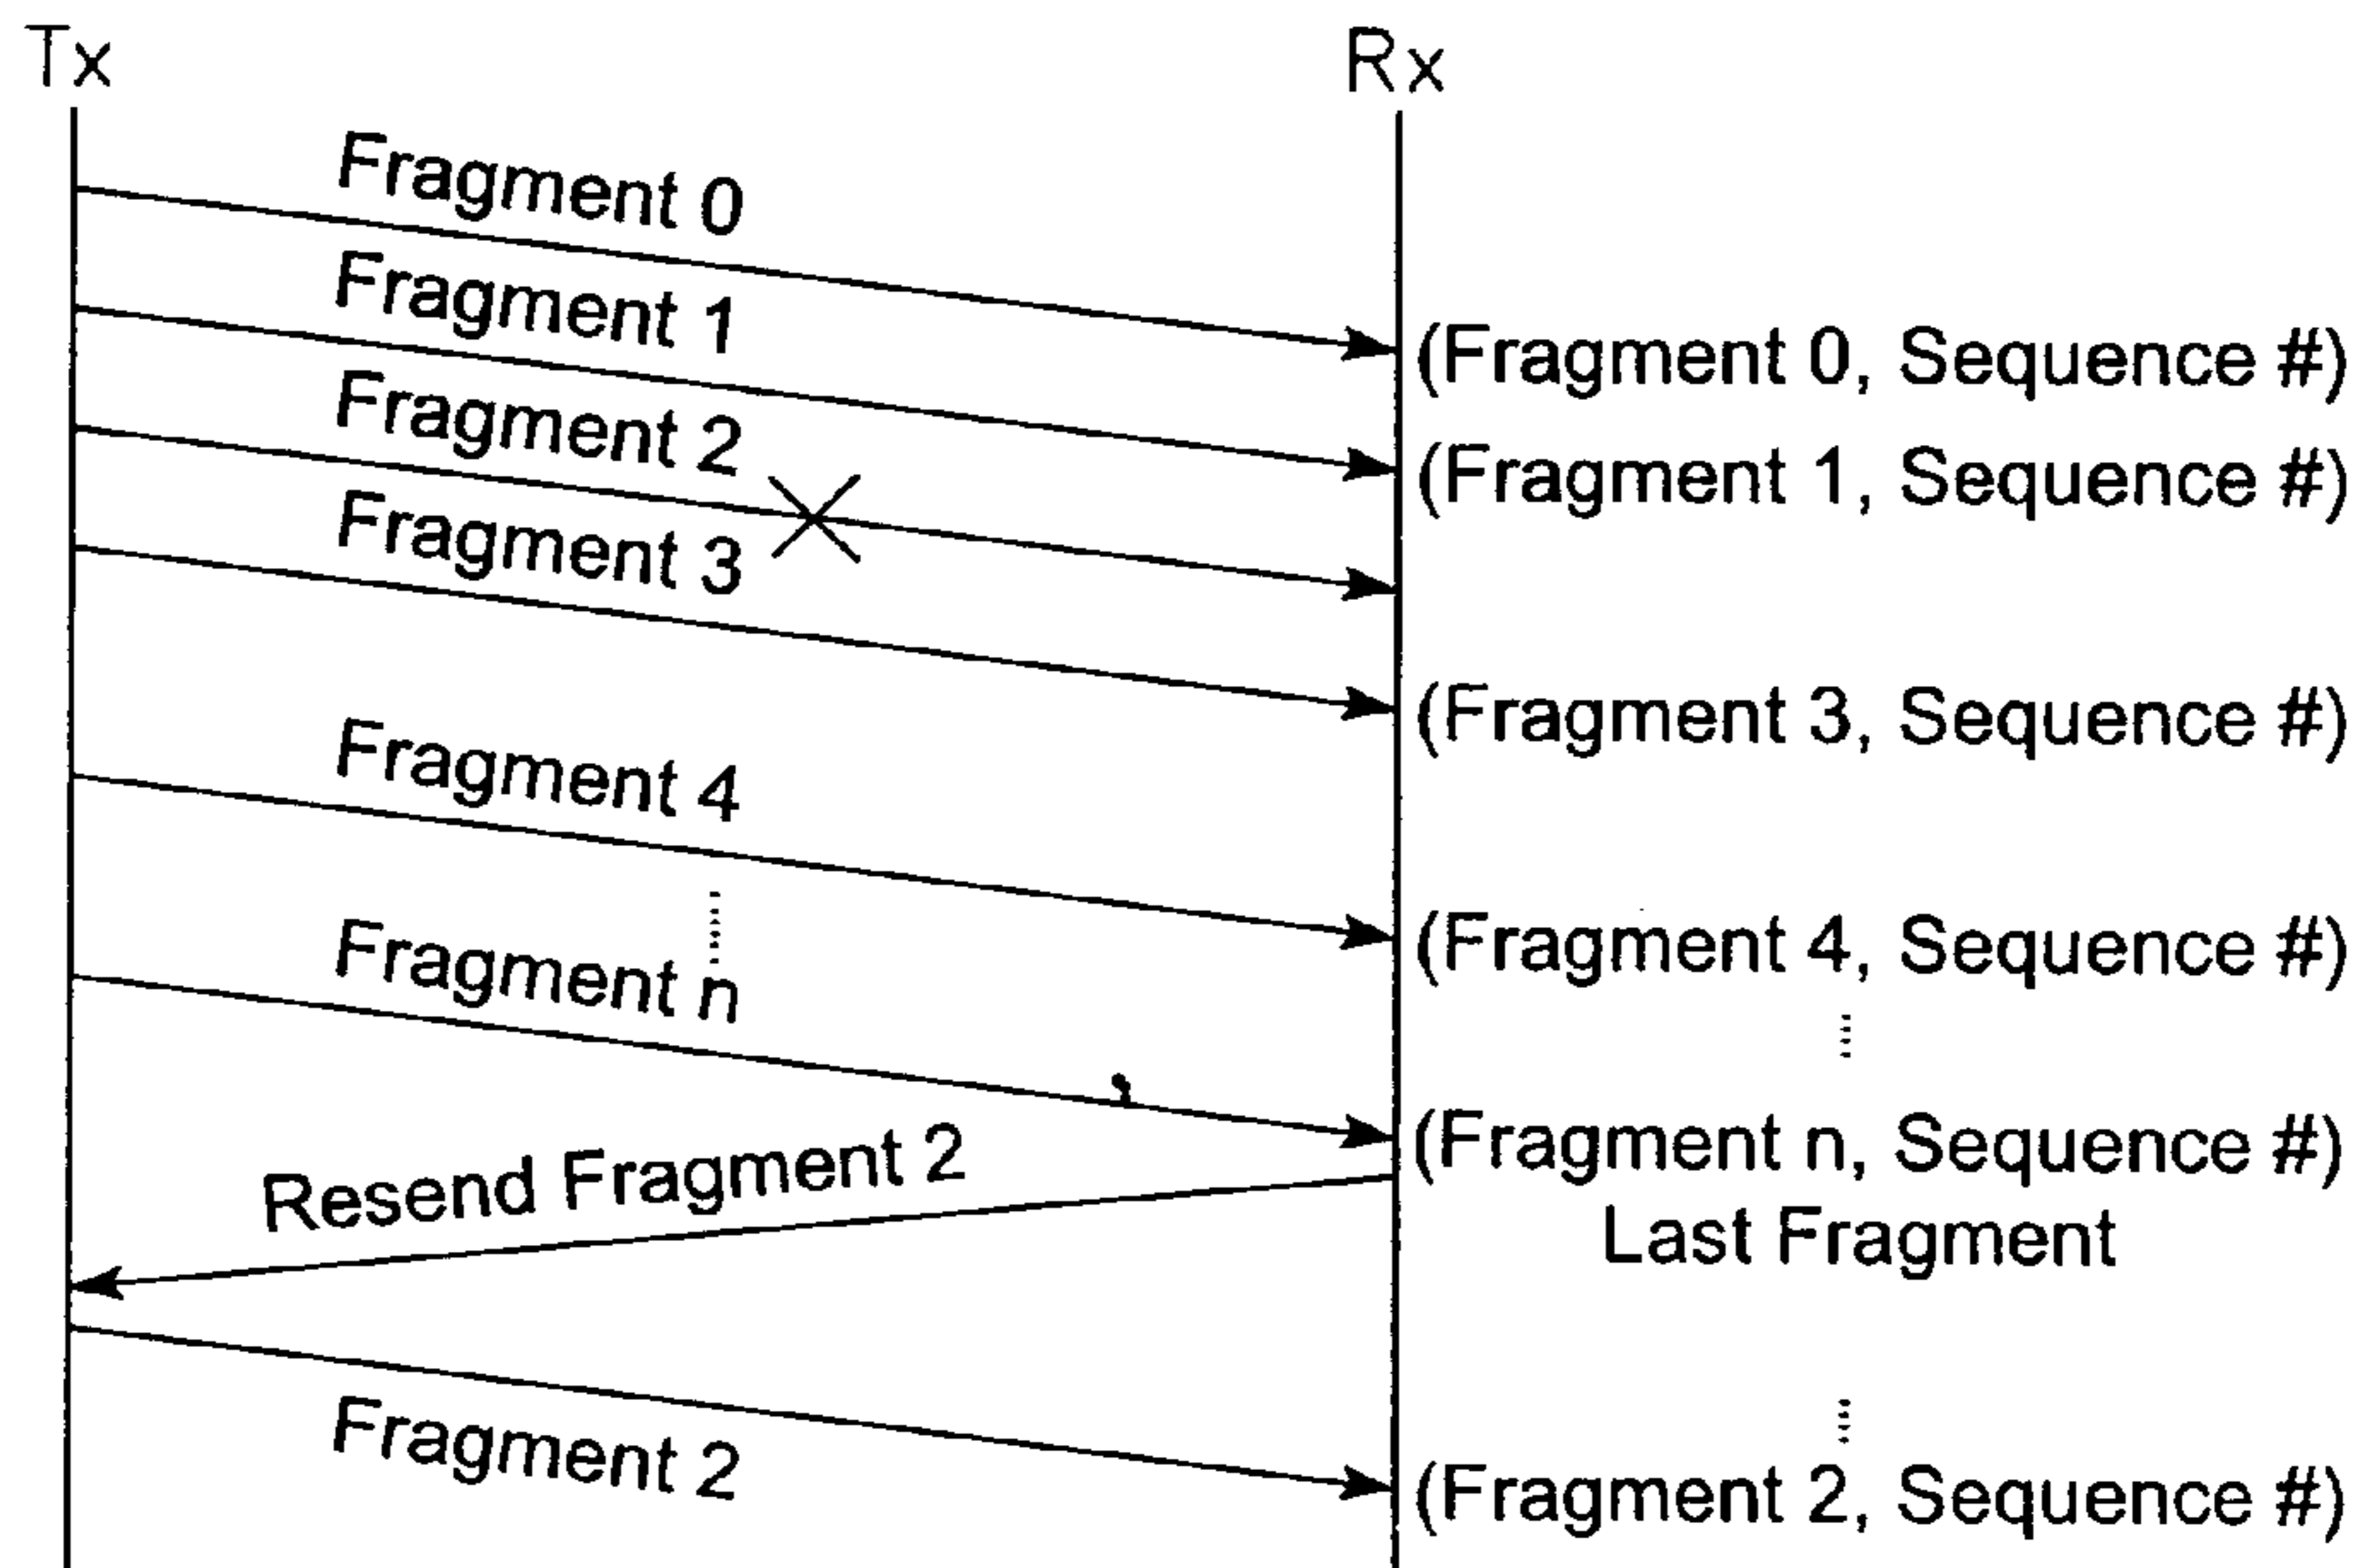 Tx
Rx
Fragment 0
(Fragment 0, Sequence #)
Fragment 1
(Fragment 1, Sequence #)
Fragment 2
Fragment 3
(Fragment 3, Sequence #)
Fragment 4
(Fragment 4, Sequence #)
Fragment n
(Fragment n, Sequence #)
Last Fragment
Resend Fragment 2
Fragment 2
(Fragment 2, Sequence #)